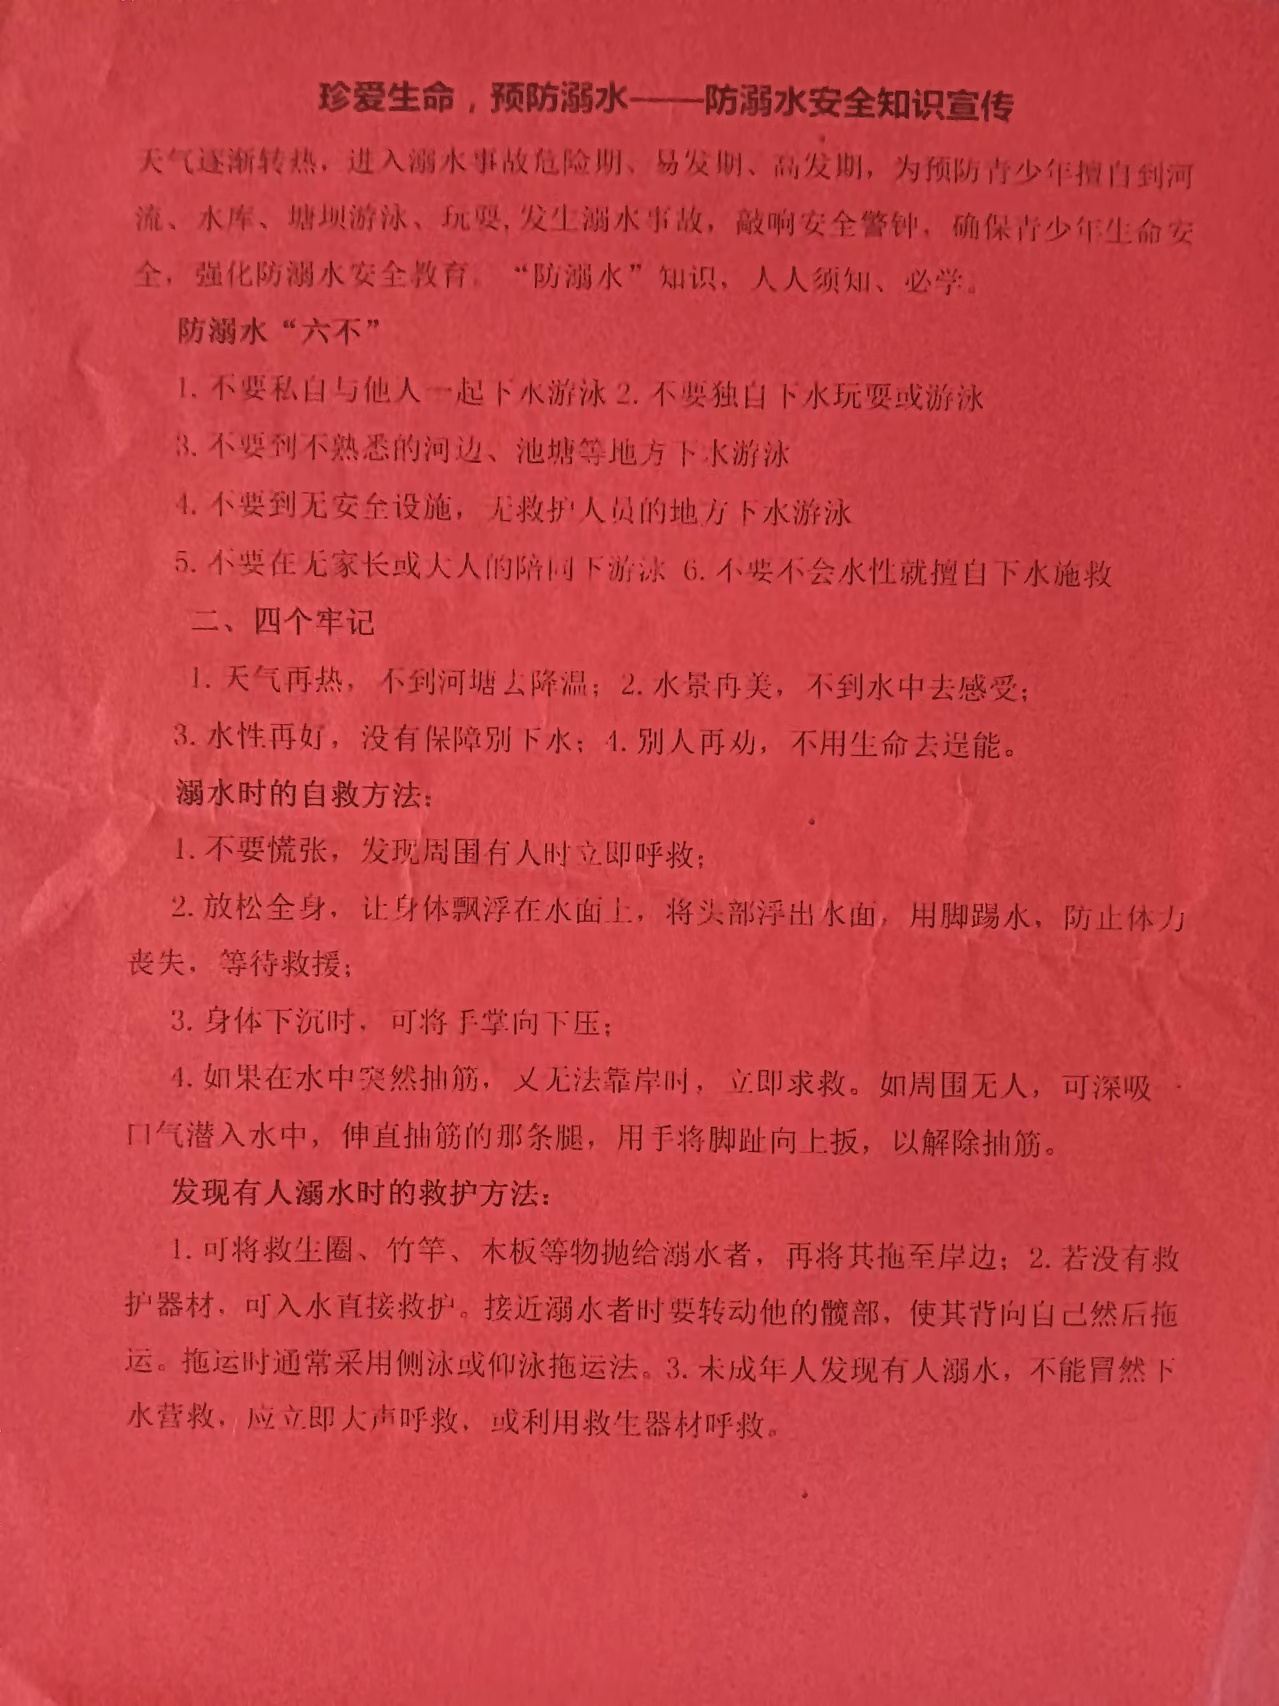 珍爱生命，预防溺水——防溺水安全知识宣传
天气逐渐转热，进入溺水事故危险期、易发期、高发期，为预防青少年擅自到河
流、水库、塘坝游泳、玩耍,发生溺水事故，敲响安全警钟，确保青少年生命安
全，强化防溺水安全教育。“防溺水”知识，人人须知、必学。
防溺水“六不”
1.不要私自与他人一起下水游泳 2.不要独自下水玩耍或游泳
3.不要到不熟悉的河边、池塘等地方下水游泳
4.不要到无安全设施，无救护人员的地方下水游泳
5.不要在无家长或大人的陪同下游泳 6.不要不会水性就擅自下水施救
二、四个牢记
1.天气再热，不到河塘去降温；2.水景再美，不到水中去感受；
3.水性再好，没有保障别下水；4.别人再劝，不用生命去逞能。
溺水时的自救方法：
1.不要慌张，发现周围有人时立即呼救；
2.放松全身，让身体飘浮在水面上，将头部浮出水面，用脚踢水，防止体力
丧失，等待救援；
3.身体下沉时，可将手掌向下压；
4.如果在水中突然抽筋，又无法靠岸时，立即求救。如周围无人，可深吸一
口气潜入水中，伸直抽筋的那条腿，用手将脚趾向上扳，以解除抽筋。
发现有人溺水时的救护方法：
1.可将救生圈、竹竿、木板等物抛给溺水者，再将其拖至岸边；2.若没有救
护器材，可入水直接救护。接近溺水者时要转动他的髋部，使其背向自己然后拖
运。拖运时通常采用侧泳或仰泳拖运法。3.未成年人发现有人溺水，不能冒然下
水营救，应立即大声呼救，或利用救生器材呼救。